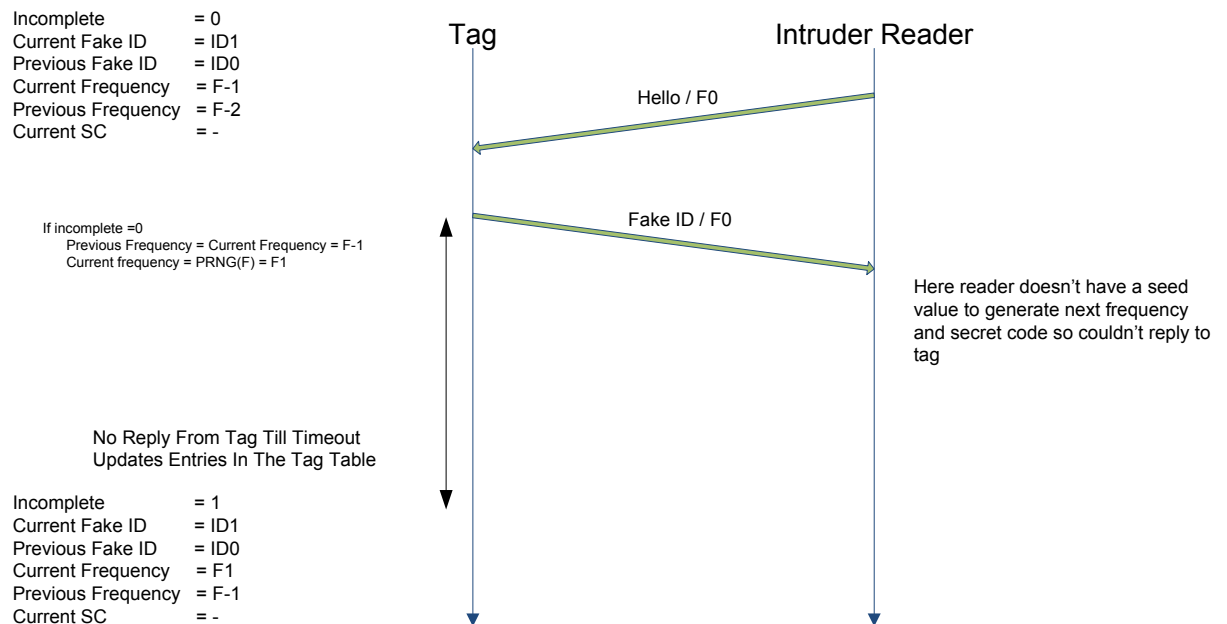 Incomplete = 0
Current Fake ID = ID1
Previous Fake ID = ID0
Current Frequency = F-1
Previous Frequency = F-2
Current SC = -
Tag
Intruder Reader
Hello / F0
Fake ID / F0
If incomplete =0
Previous Frequency = Current Frequency = F-1
Current frequency = PRNG(F) = F1
Here reader doesn’t have a seed
value to generate next frequency
and secret code so couldn’t reply to
tag
No Reply From Tag Till Timeout
Updates Entries In The Tag Table
Incomplete = 1
Current Fake ID = ID1
Previous Fake ID = ID0
Current Frequency = F1
Previous Frequency = F-1
Current SC = -